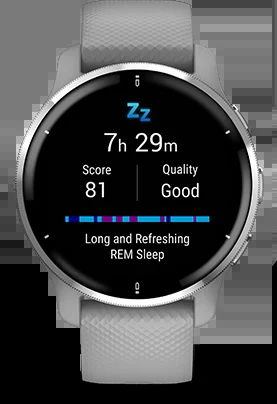 zz
7h 29m
Score Quality
81 Good
Long and Refreshing
REM Sleep